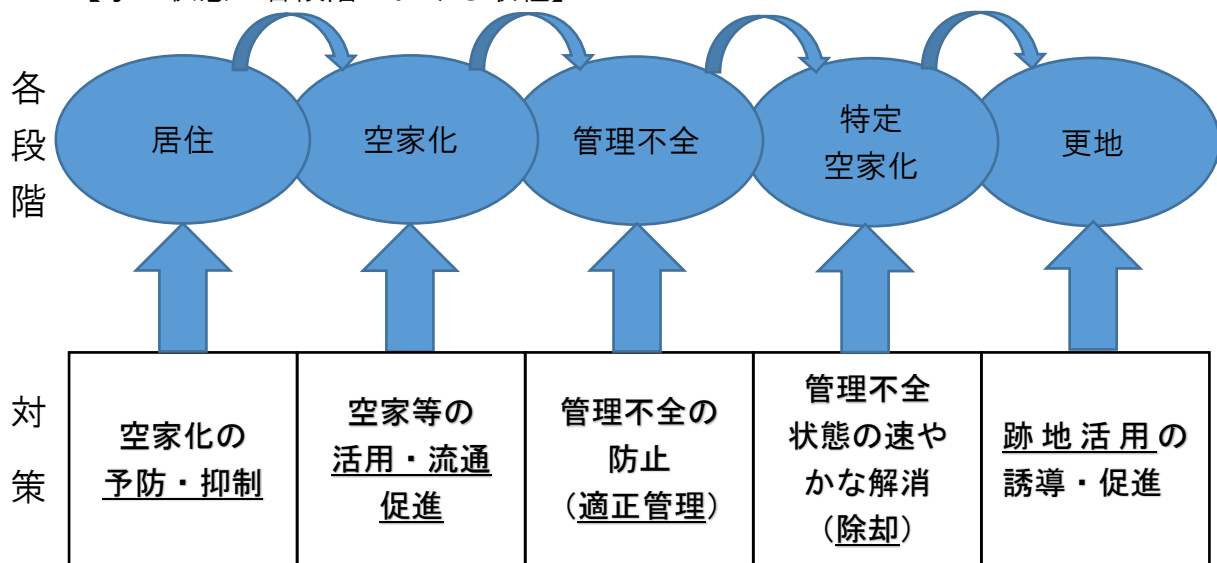 各段階
居住
空家化
管理不全
特定
空家化
更地
対策
空家化の
予防・抑制
空家等の
活用・流通
促進
管理不全の
防止
（適正管理）
管理不全
状態の速や
かな解消
（除却）
跡地活用の
誘導・促進